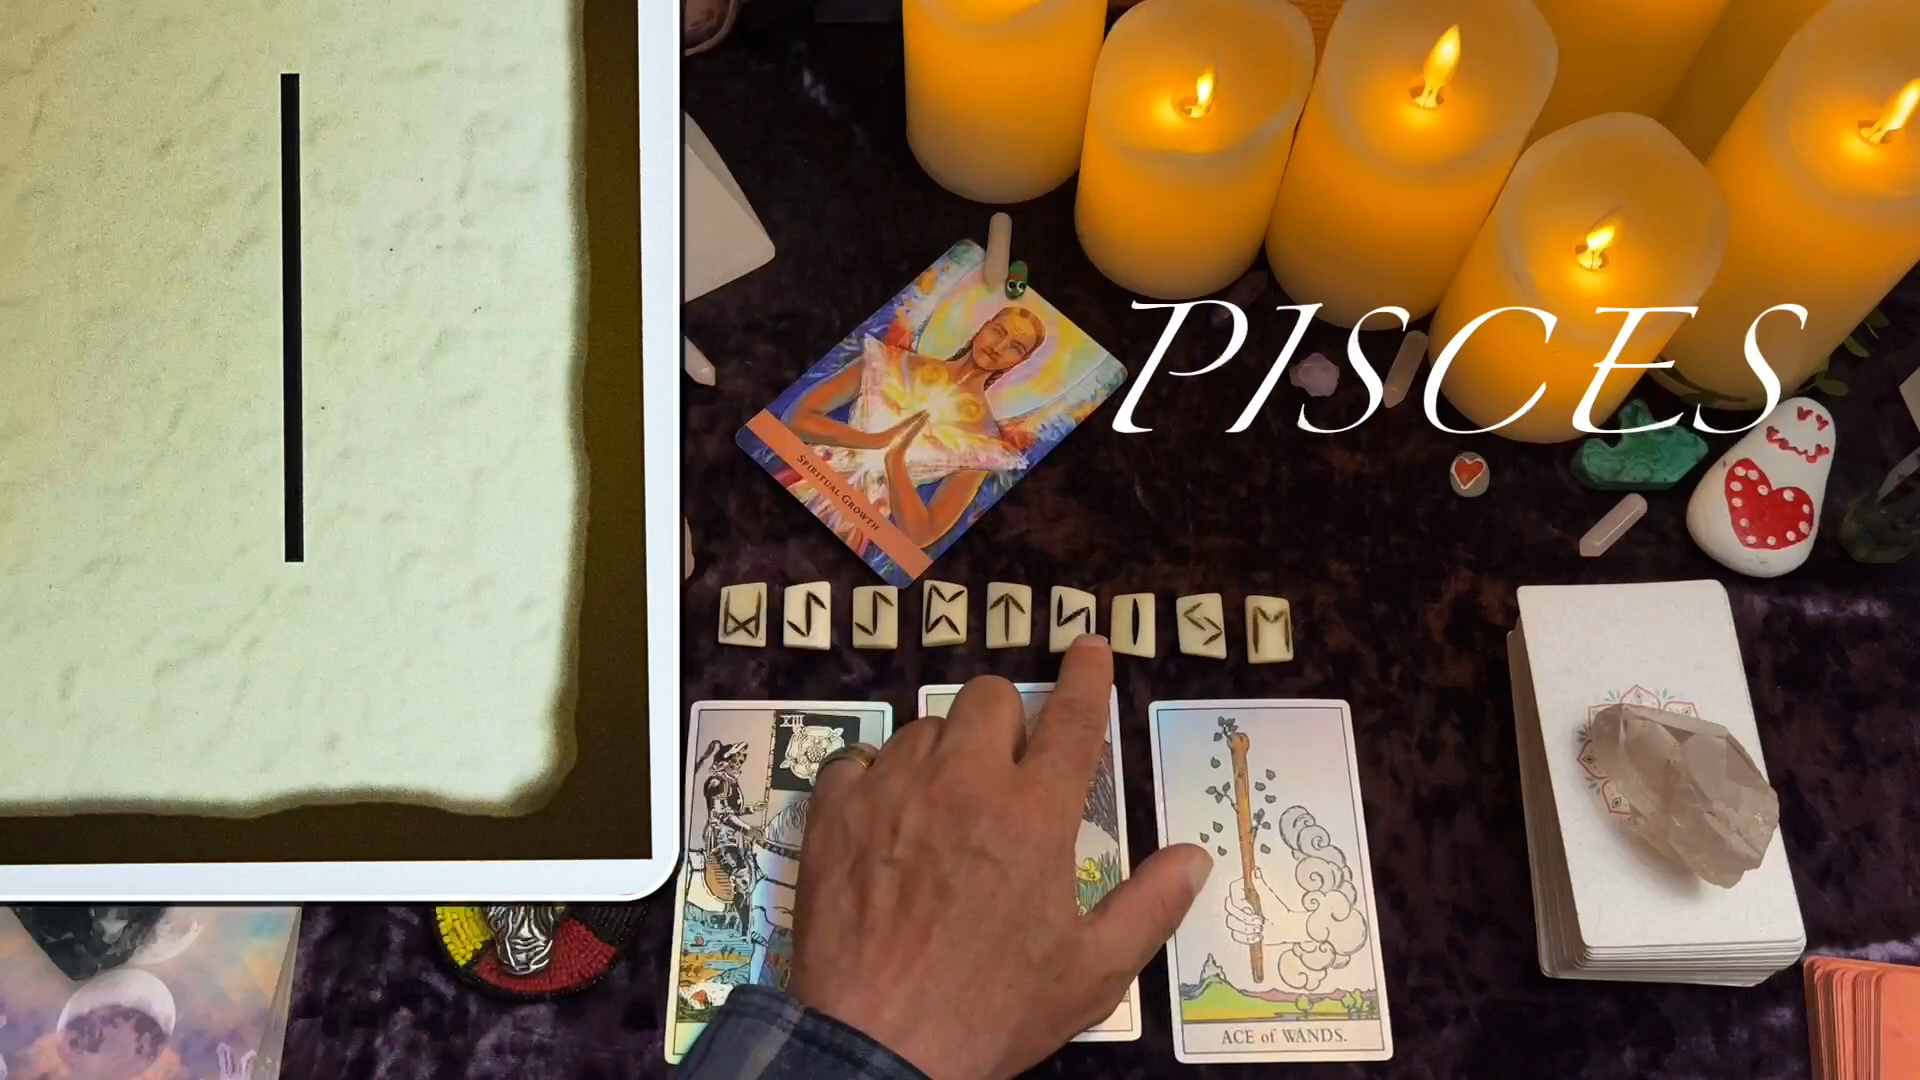 ᛁ
PISCES
SPIRITUAL GROWTH
ᛇ ᛇ ᛈ ᛏ ᛋ ᛁ ᛃ
XIII
ACE of WANDS.